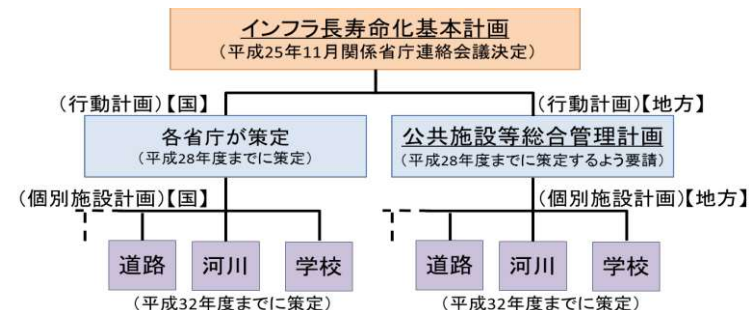 インフラ長寿命化基本計画
(平成25年11月関係省庁連絡会議決定)
(行動計画)【国】
(行動計画)【地方】
各省庁が策定
(平成28年度までに策定)
公共施設等総合管理計画
(平成28年度までに策定するよう要請)
(個別施設計画)【国】
(個別施設計画)【地方】
道路
河川
学校
道路
河川
学校
(平成32年度までに策定)
(平成32年度までに策定)